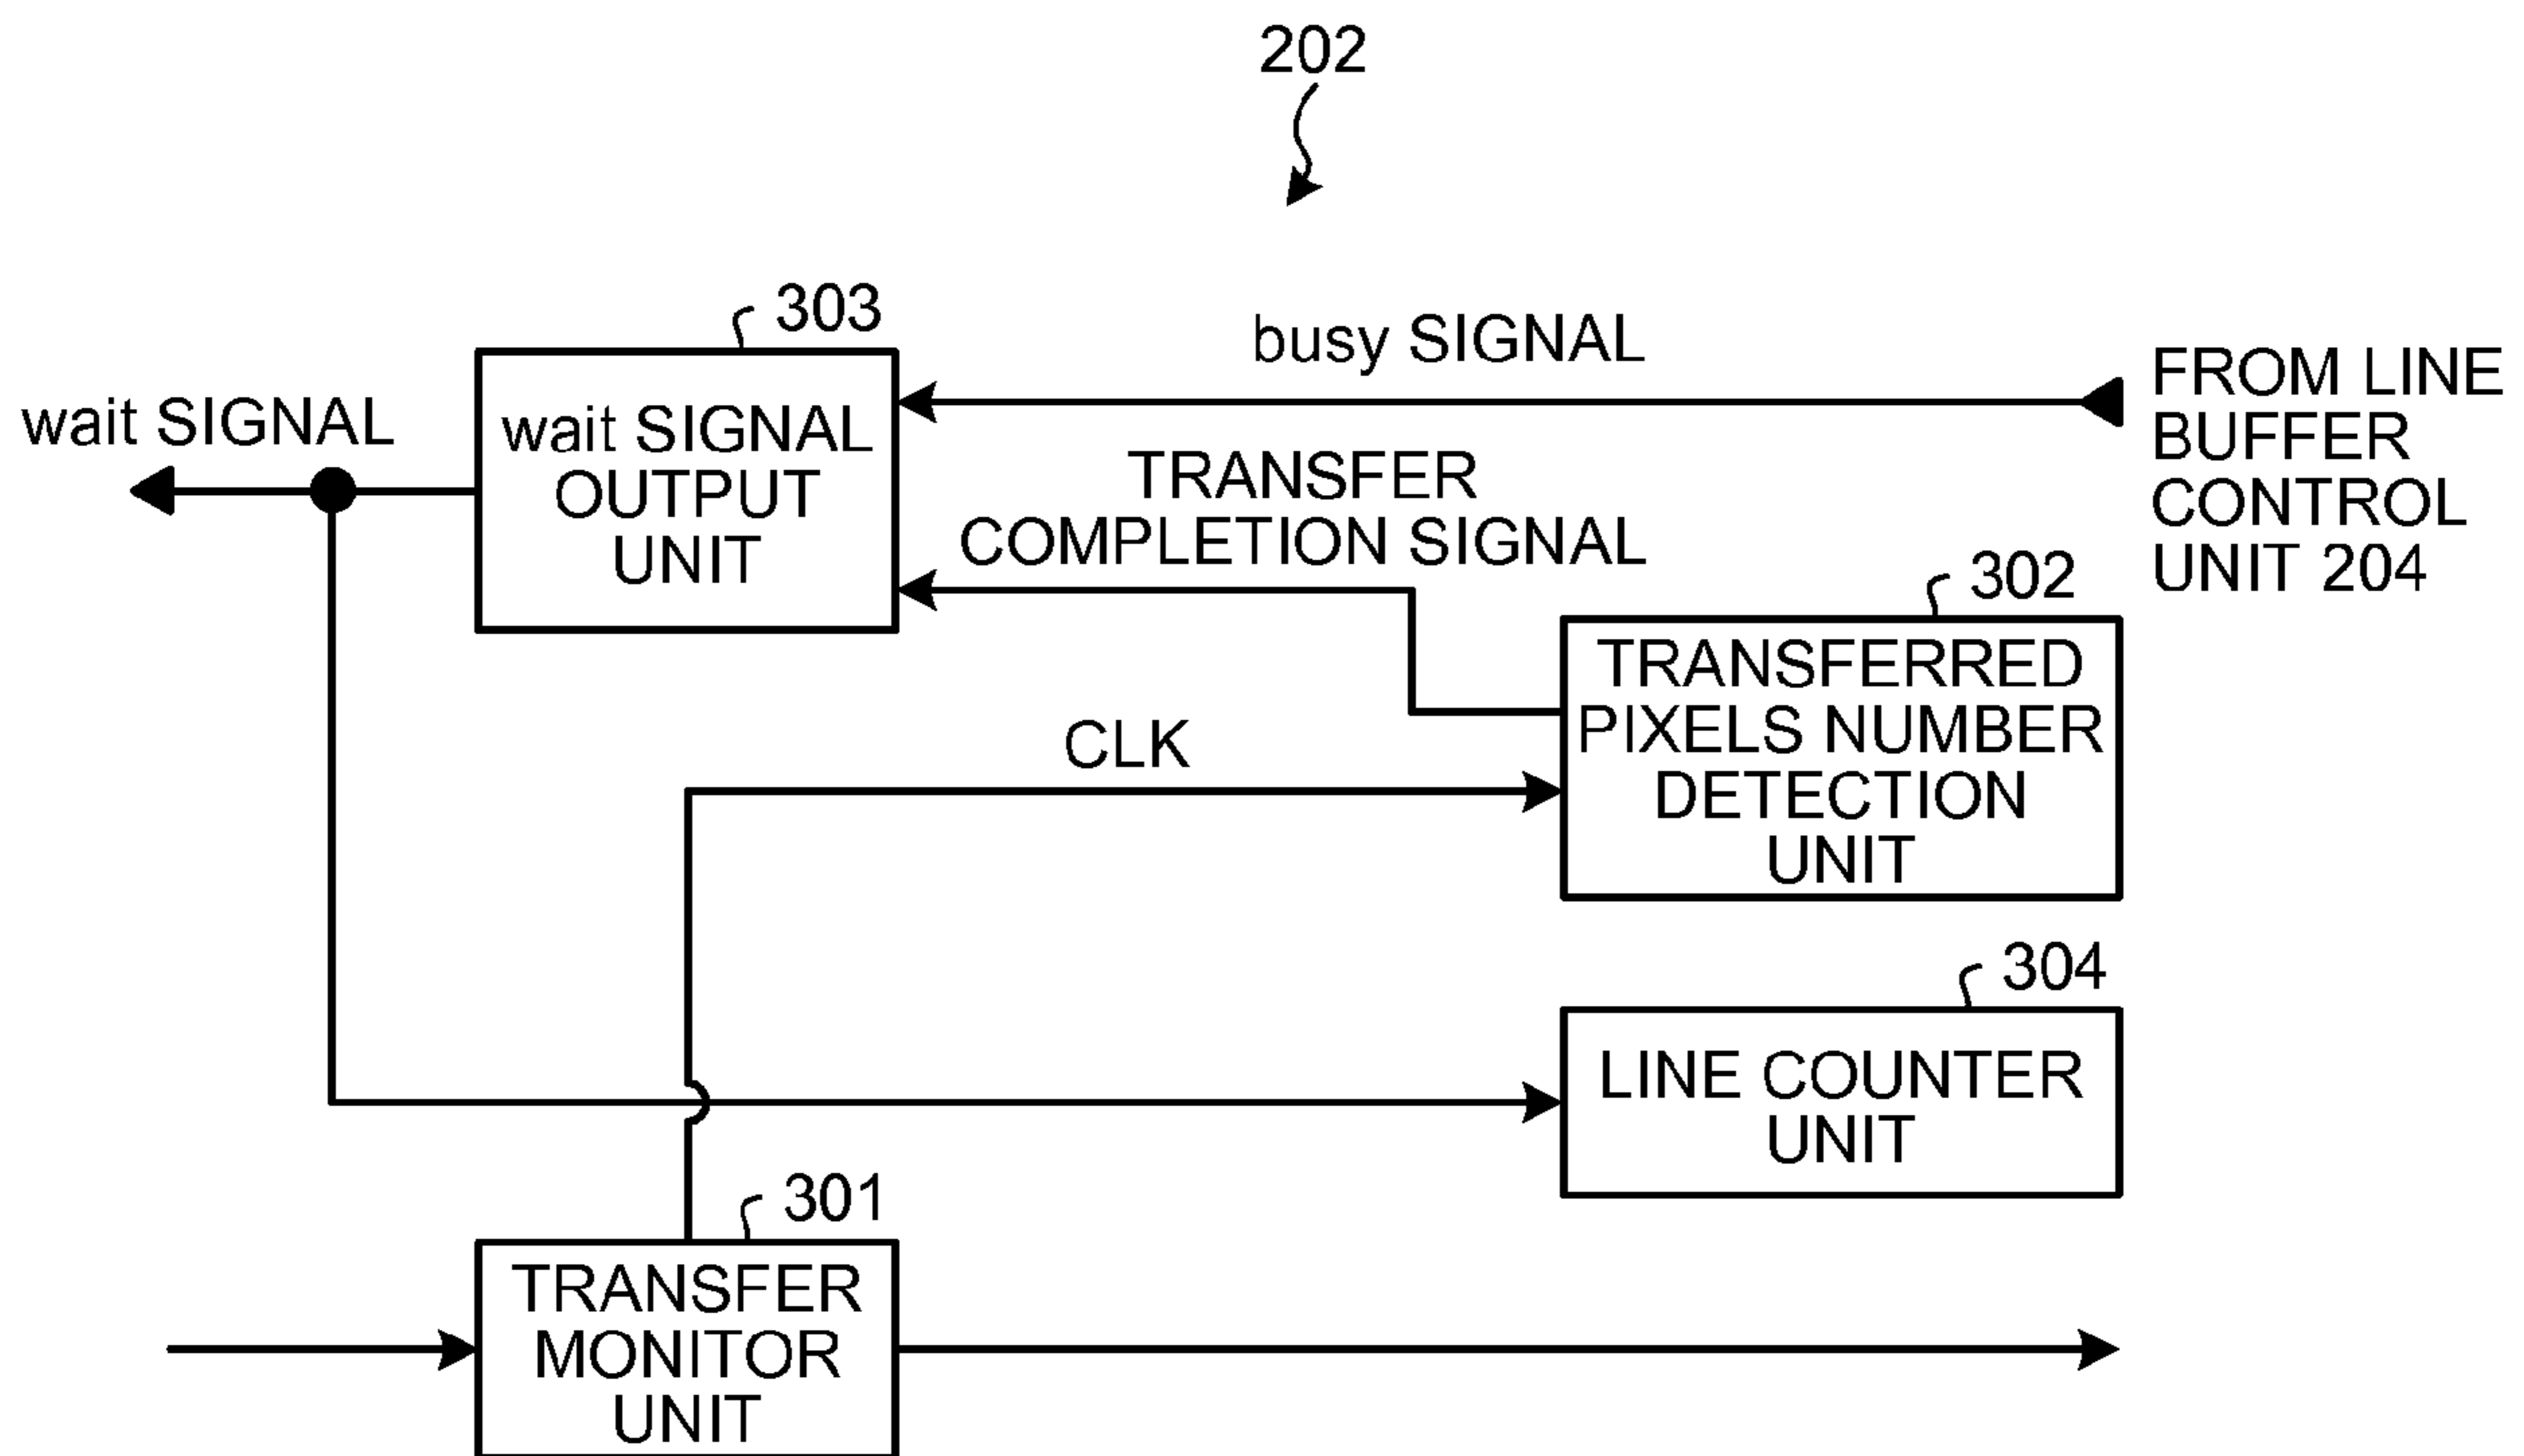 202
303
busy SIGNAL
FROM LINE
BUFFER
CONTROL
UNIT 204
wait SIGNAL
wait SIGNAL
OUTPUT
UNIT
TRANSFER
COMPLETION SIGNAL
302
TRANSFERRED
PIXELS NUMBER
DETECTION
UNIT
CLK
304
LINE COUNTER
UNIT
301
TRANSFER
MONITOR
UNIT